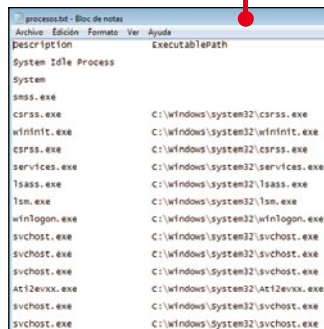 procesos.txt - Bloc de notas
Archivo Edición Formato Ver Ayuda
Description ExecutablePath
System Idle Process
System
smss.exe
csrss.exe C:\Windows\system32\csrss.exe
wininit.exe C:\Windows\system32\wininit.exe
csrss.exe C:\Windows\system32\csrss.exe
services.exe C:\Windows\system32\services.exe
lsass.exe C:\Windows\system32\lsass.exe
lsm.exe C:\Windows\system32\lsm.exe
winlogon.exe C:\Windows\system32\winlogon.exe
svchost.exe C:\Windows\system32\svchost.exe
svchost.exe C:\Windows\system32\svchost.exe
svchost.exe C:\Windows\system32\svchost.exe
Ati2evxx.exe C:\Windows\system32\Ati2evxx.exe
svchost.exe C:\Windows\system32\svchost.exe
svchost.exe C:\Windows\system32\svchost.exe